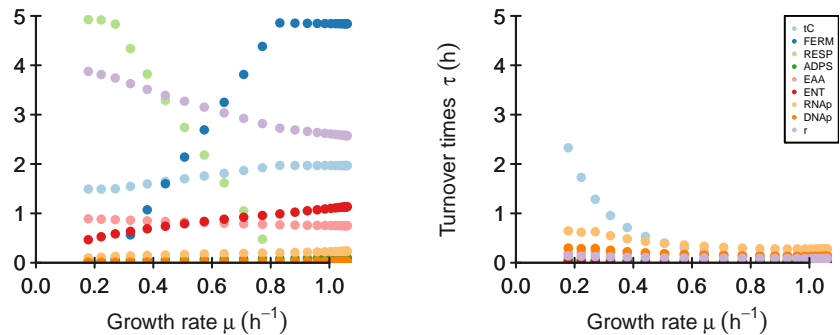 5
4
3
2
1
0
0.0 0.2 0.4 0.6 0.8 1.0
Growth rate μ (h⁻¹)
Turnover times τ (h)
5
4
3
2
1
0
0.0 0.2 0.4 0.6 0.8 1.0
Growth rate μ (h⁻¹)
tC
FERM
RESP
ADPS
EAA
ENT
RNAp
DNAp
r